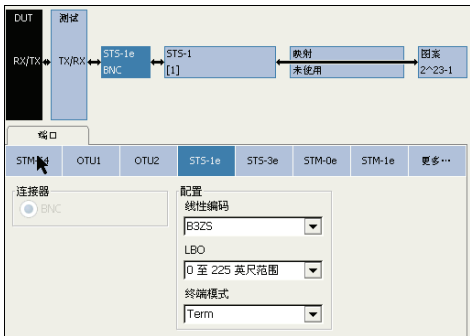 DUT 测试
RX/TX TX/RX STS-1e BNC STS-1 [1] 映射 未使用 图案 2^23-1
端口
STM-64 OTU1 OTU2 STS-1e STS-3e STM-0e STM-1e 更多…
连接器 配置
BNC 线性编码
B3ZS
LBO
0 至 225 英尺范围
终端模式
Term